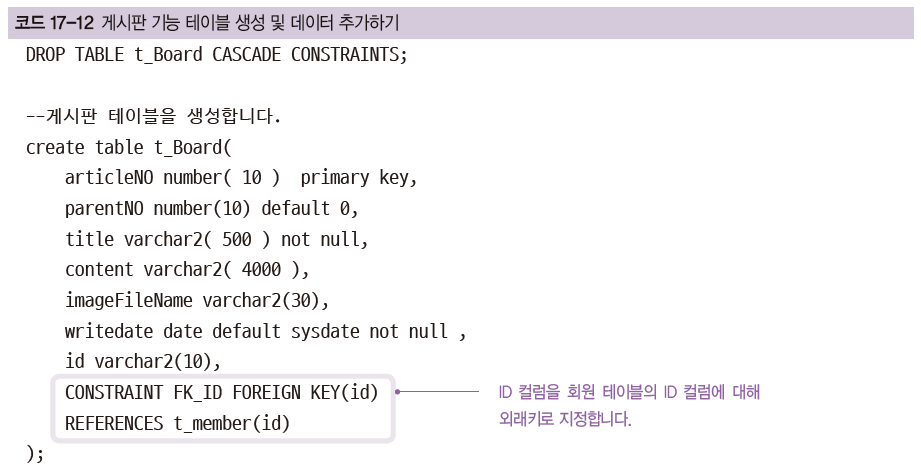 코드 17-12 게시판 기능 테이블 생성 및 데이터 추가하기
DROP TABLE t_Board CASCADE CONSTRAINTS;
--게시판 테이블을 생성합니다.
create table t_Board(
articleNO number( 10 )  primary key,
parentNO number(10) default 0,
title varchar2( 500 ) not null,
content varchar2( 4000 ),
imageFileName varchar2(30),
writedate date default sysdate not null ,
id varchar2(10),
CONSTRAINT FK_ID FOREIGN KEY(id)
REFERENCES t_member(id)
ID 컬럼을 회원 테이블의 ID 컬럼에 대해
외래키로 지정합니다.
);